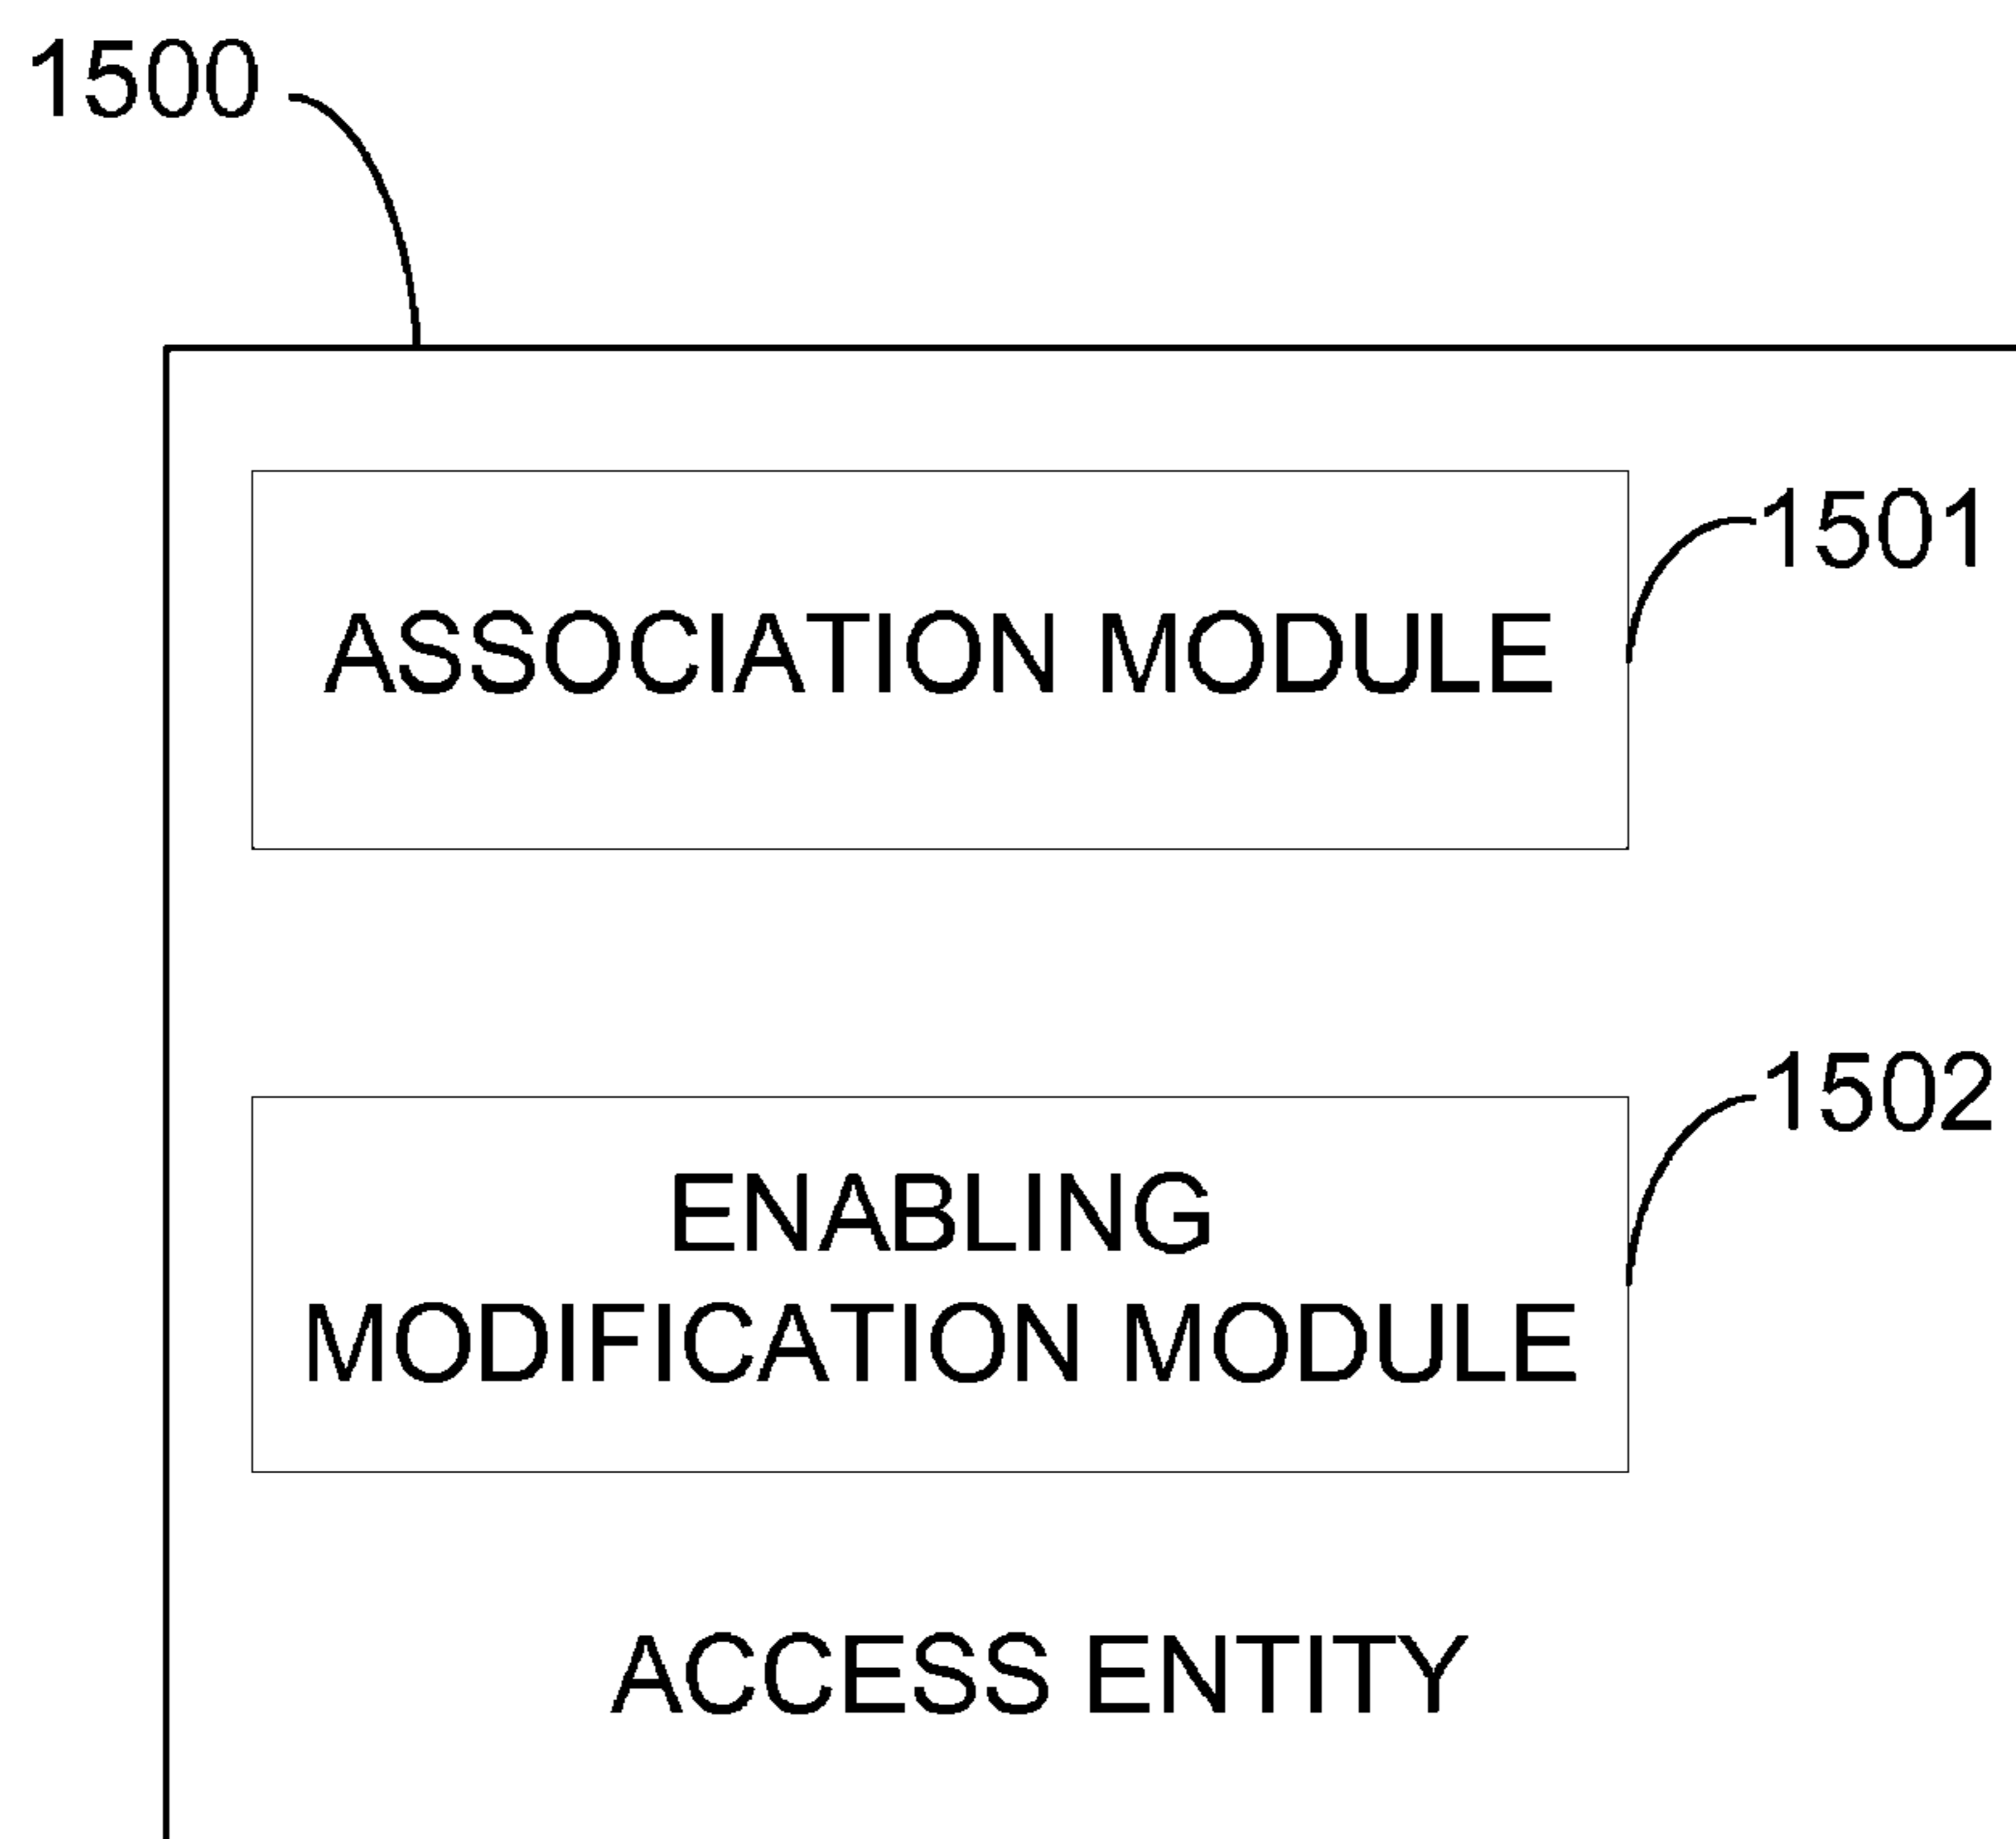 1500
1501
ASSOCIATION MODULE
1502
ENABLING
MODIFICATION MODULE
ACCESS ENTITY